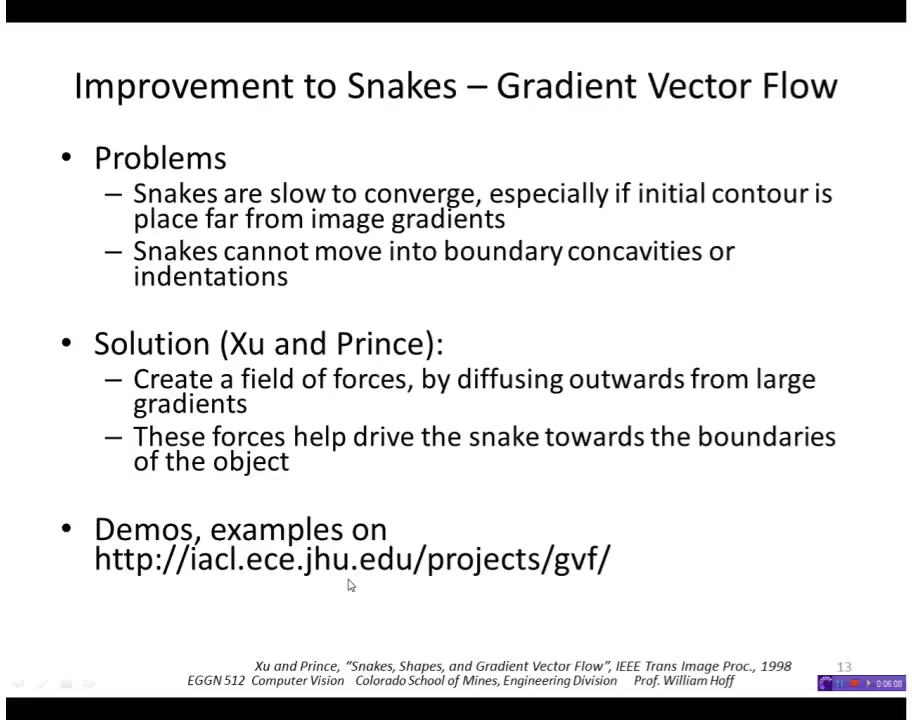 Improvement to Snakes – Gradient Vector Flow
• Problems
– Snakes are slow to converge, especially if initial contour is
place far from image gradients
– Snakes cannot move into boundary concavities or
indentations
• Solution (Xu and Prince):
– Create a field of forces, by diffusing outwards from large
gradients
– These forces help drive the snake towards the boundaries
of the object
• Demos, examples on
http://iacl.ece.jhu.edu/projects/gvf/
Xu and Prince, “Snakes, Shapes, and Gradient Vector Flow”, IEEE Trans Image Proc., 1998
13
EGGN 512 Computer Vision Colorado School of Mines, Engineering Division Prof. William Hoff
0:06:08